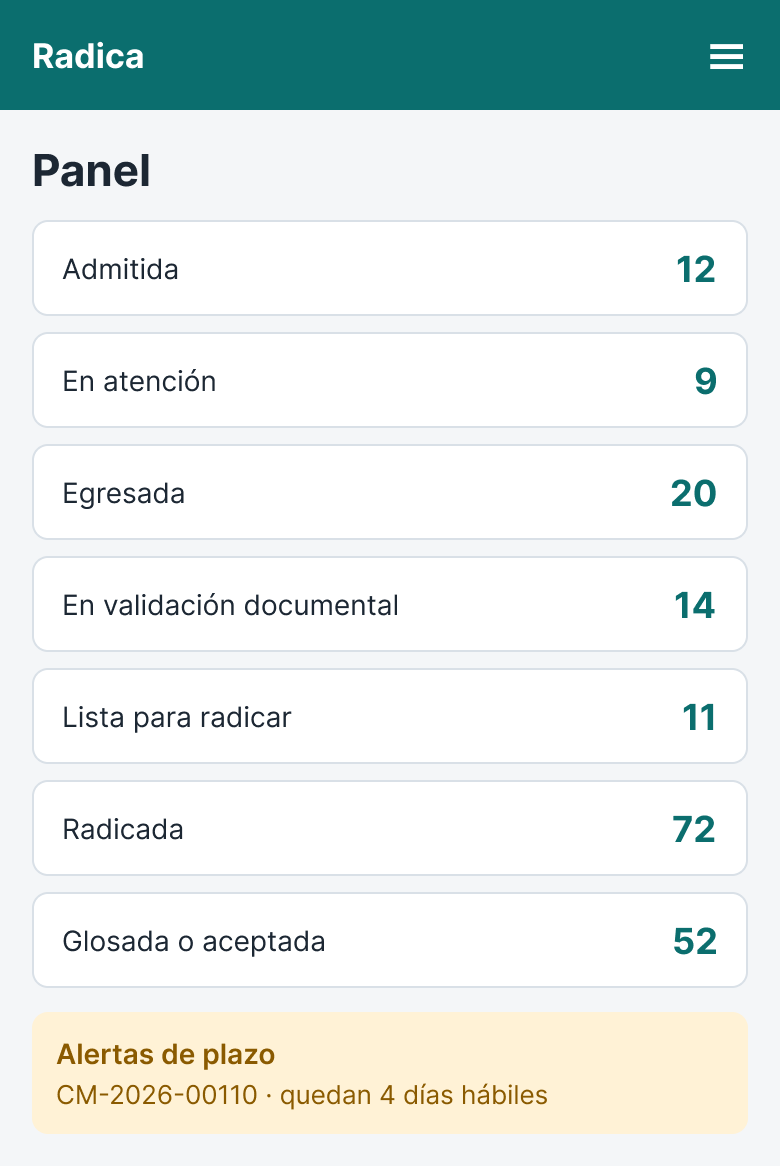 Radica
Panel
Admitida 12
En atención 9
Egresada 20
En validación documental 14
Lista para radicar 11
Radicada 72
Glosada o aceptada 52
Alertas de plazo
CM-2026-00110 · quedan 4 días hábiles